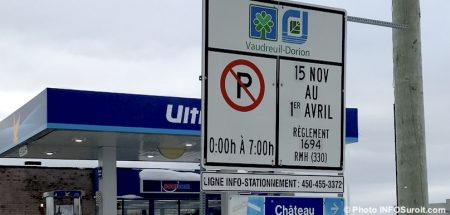 Vaudreuil-Dorion
P
0:00h À 7:00h
15 NOV
AU
1ER AVRIL
RÈGLEMENT
1694
RMH (330)
LIGNE INFO-STATIONNEMENT : 450-455-3372
Ult
Château
© Photo INFOSuroit.com